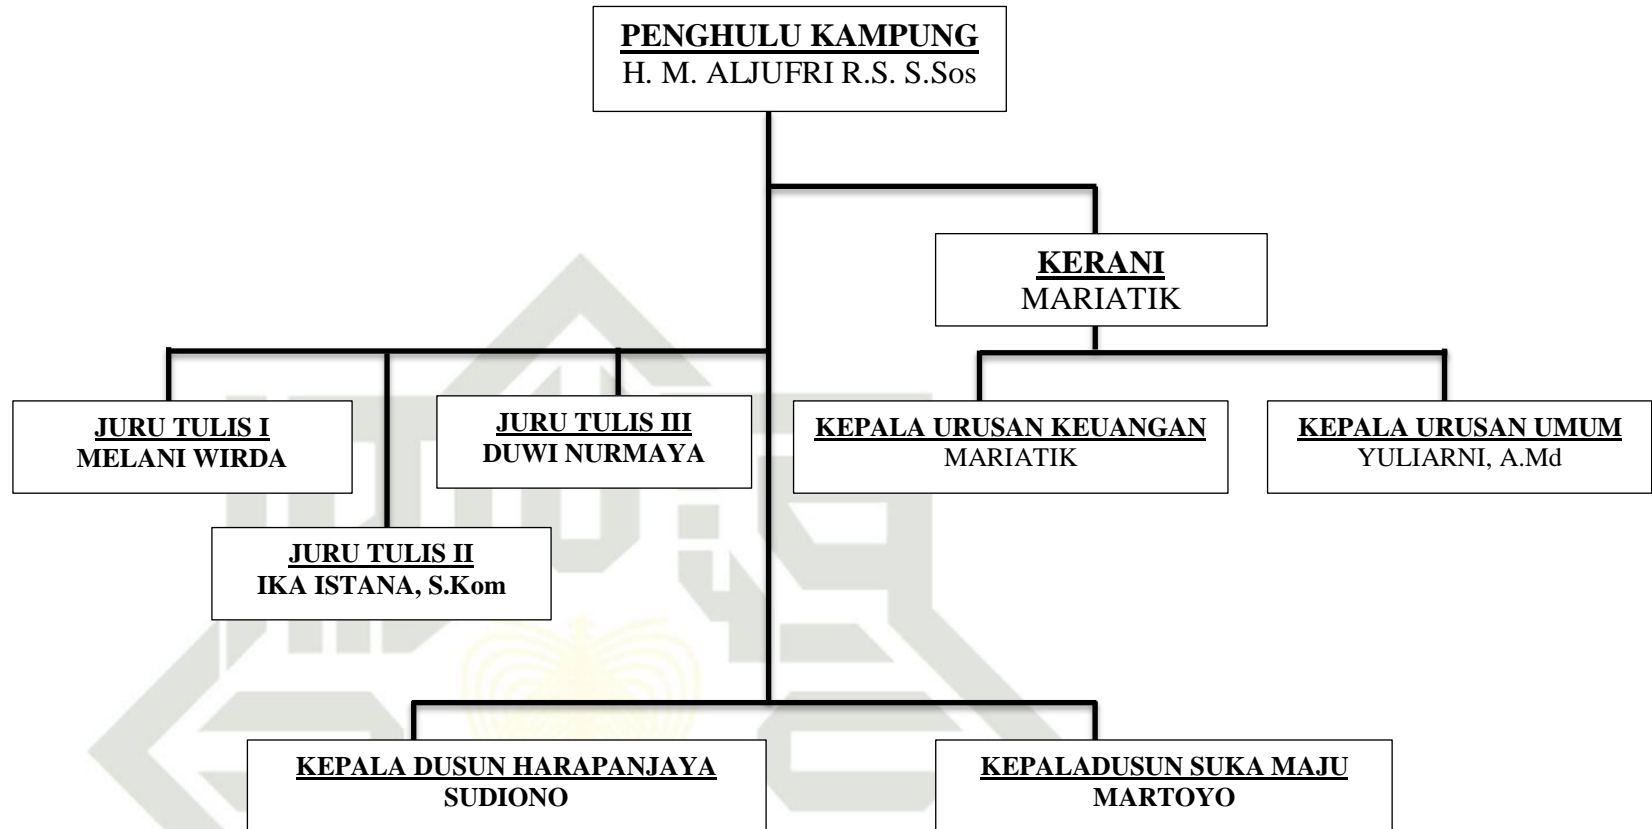 PENGHULU KAMPUNG
H. M. ALJUFRI R.S. S.Sos
KERANI
MARIATIK
JURU TULIS I
MELANI WIRDA
JURU TULIS III
DUWI NURMAYA
KEPALA URUSAN KEUANGAN
MARIATIK
KEPALA URUSAN UMUM
YULIARNI, A.Md
JURU TULIS II
IKA ISTANA, S.Kom
KEPALA DUSUN HARAPANJAYA
SUDIONO
KEPALADUSUN SUKA MAJU
MARTOYO